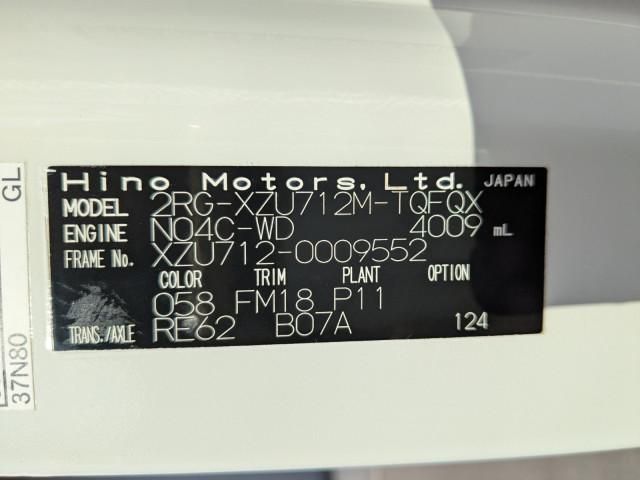 Hino Motors, Ltd. JAPAN
MODEL 2RG-XZU712M-TQFQX
ENGINE N04C-WD 4009 mL
FRAME No. XZU712-0009552
COLOR TRIM PLANT OPTION
058 FM18 P11
TRANS./AXLE RE62 B07A 124
GL
37N80